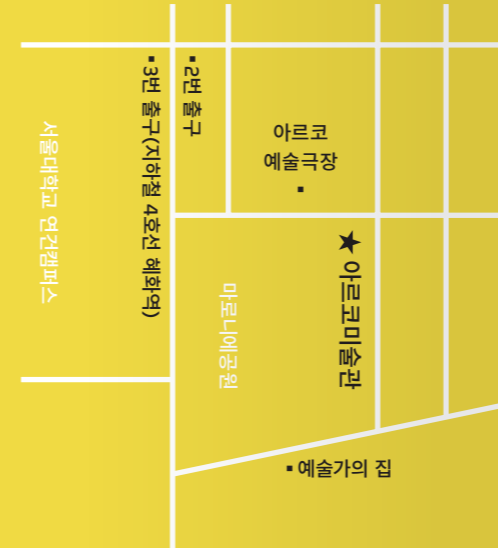 ▪3번 출구(지하철 4호선 혜화역)
▪2번 출구
아르코
예술극장
▪
서울대학교 연건캠퍼스
★ 아르코미술관
마로니에공원
▪예술가의 집